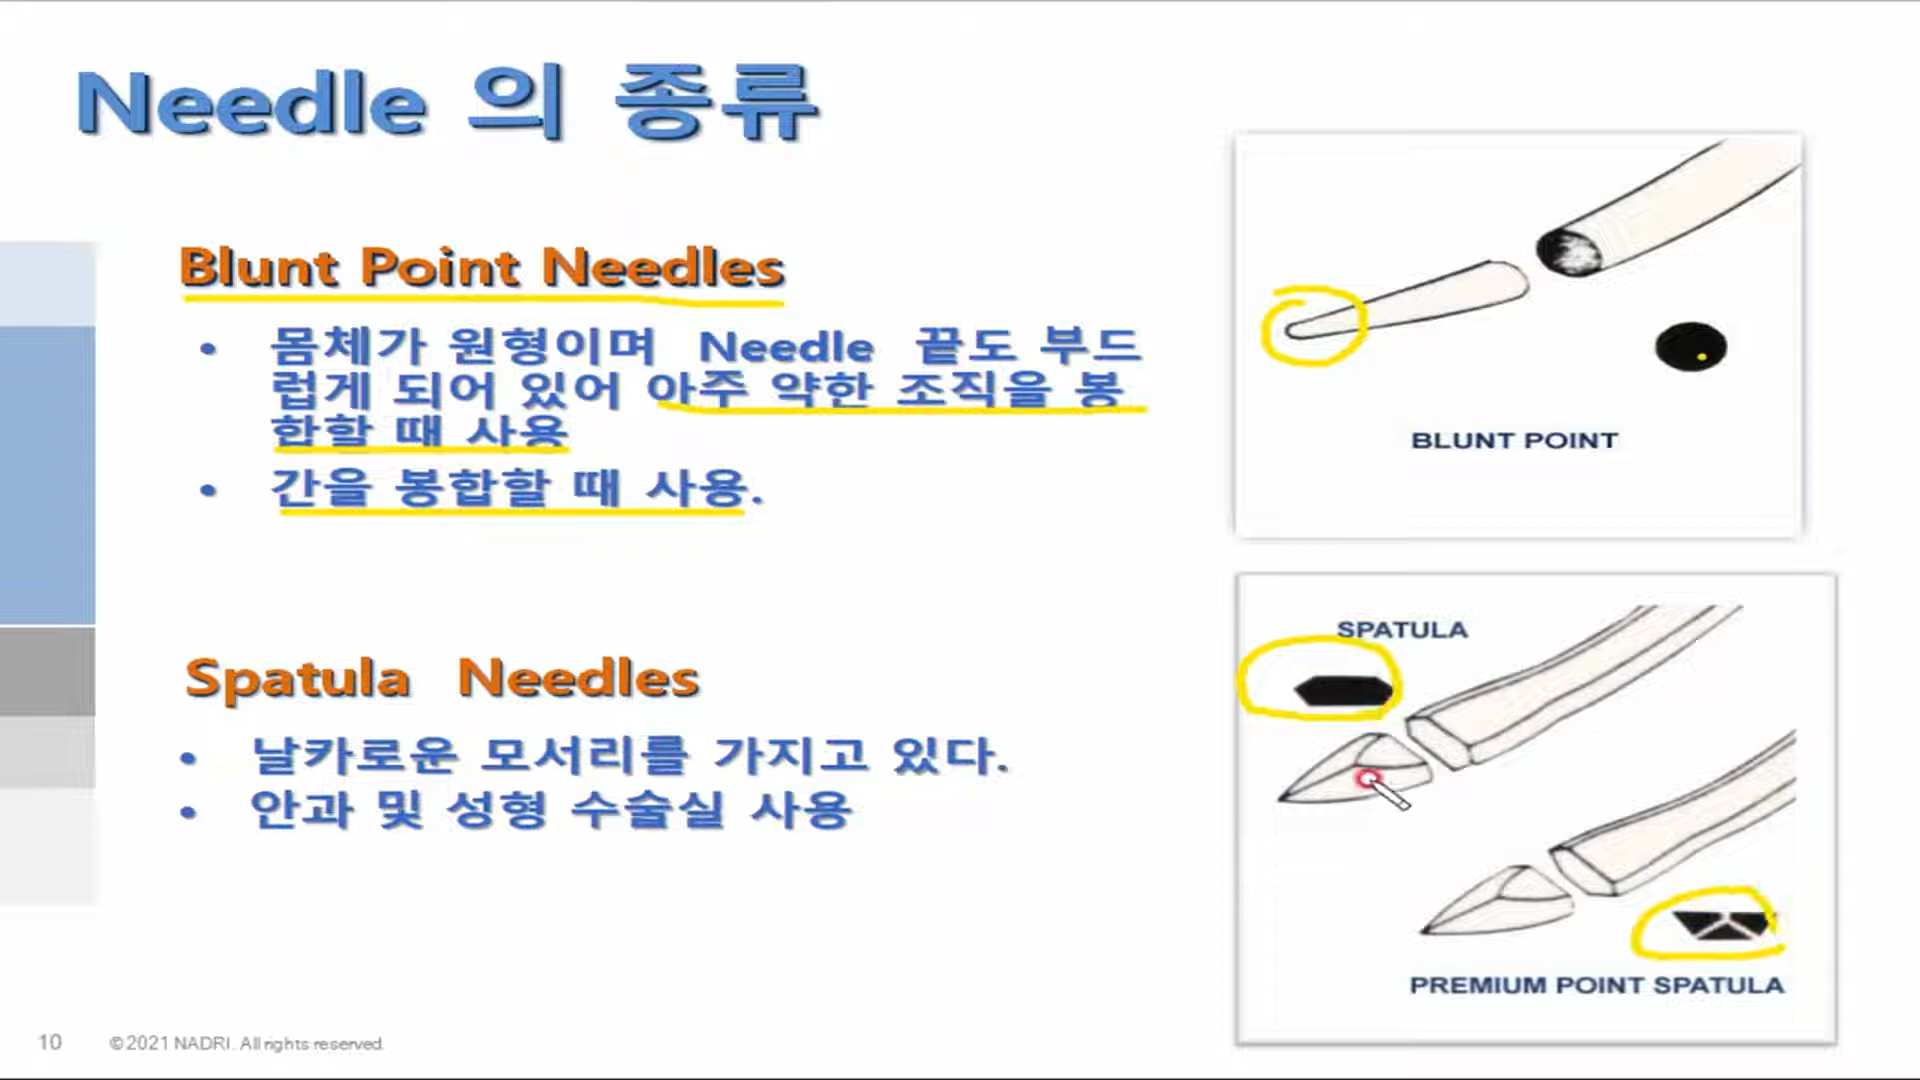 Needle 의 종류
Blunt Point Needles
• 몸체가 원형이며 Needle 끝도 부드
럽게 되어 있어 아주 약한 조직을 봉
합할 때 사용
• 간을 봉합할 때 사용.
BLUNT POINT
Spatula Needles
• 날카로운 모서리를 가지고 있다.
• 안과 및 성형 수술실 사용
SPATULA
PREMIUM POINT SPATULA
10 ©2021 NADRI. All rights reserved.